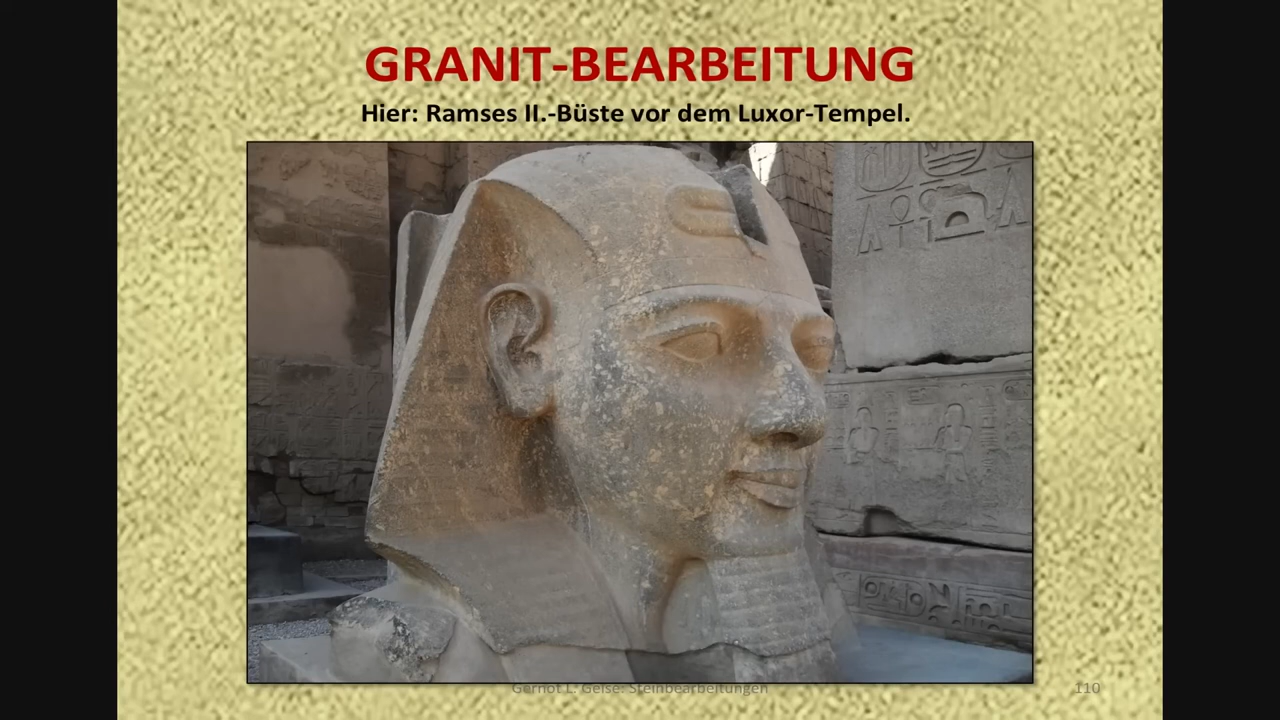 GRANIT-BEARBEITUNG
Hier: Ramses II.-Büste vor dem Luxor-Tempel.
Gernot L. Geise: Steinbearbeitungen
110